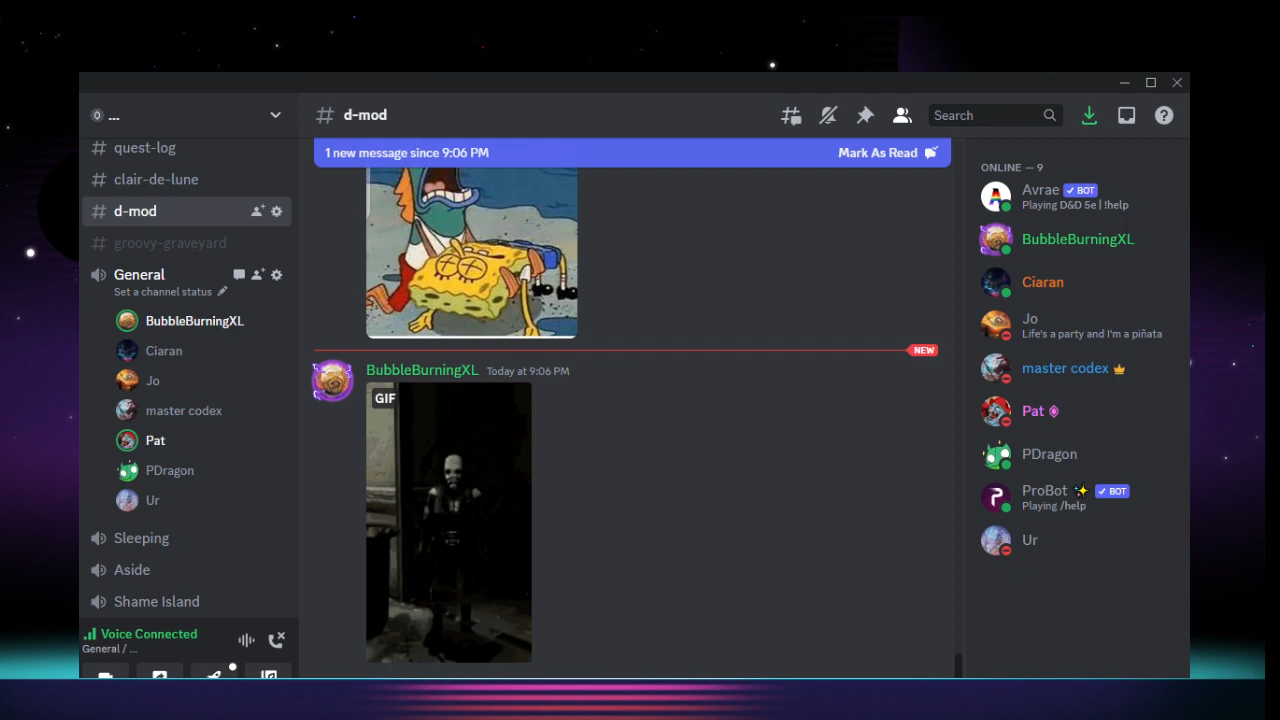 ...
quest-log
clair-de-lune
d-mod
groovy-graveyard
General
Set a channel status
BubbleBurningXL
Ciaran
Jo
master codex
Pat
PDragon
Ur
Sleeping
Aside
Shame Island
Voice Connected
General / ...
d-mod
Search
1 new message since 9:06 PM
Mark As Read
NEW
BubbleBurningXL Today at 9:06 PM
GIF
ONLINE — 9
Avrae ✓ BOT
Playing D&D 5e | !help
BubbleBurningXL
Ciaran
Jo
Life's a party and I'm a piñata
master codex
Pat
PDragon
ProBot ✨ ✓ BOT
Playing /help
Ur